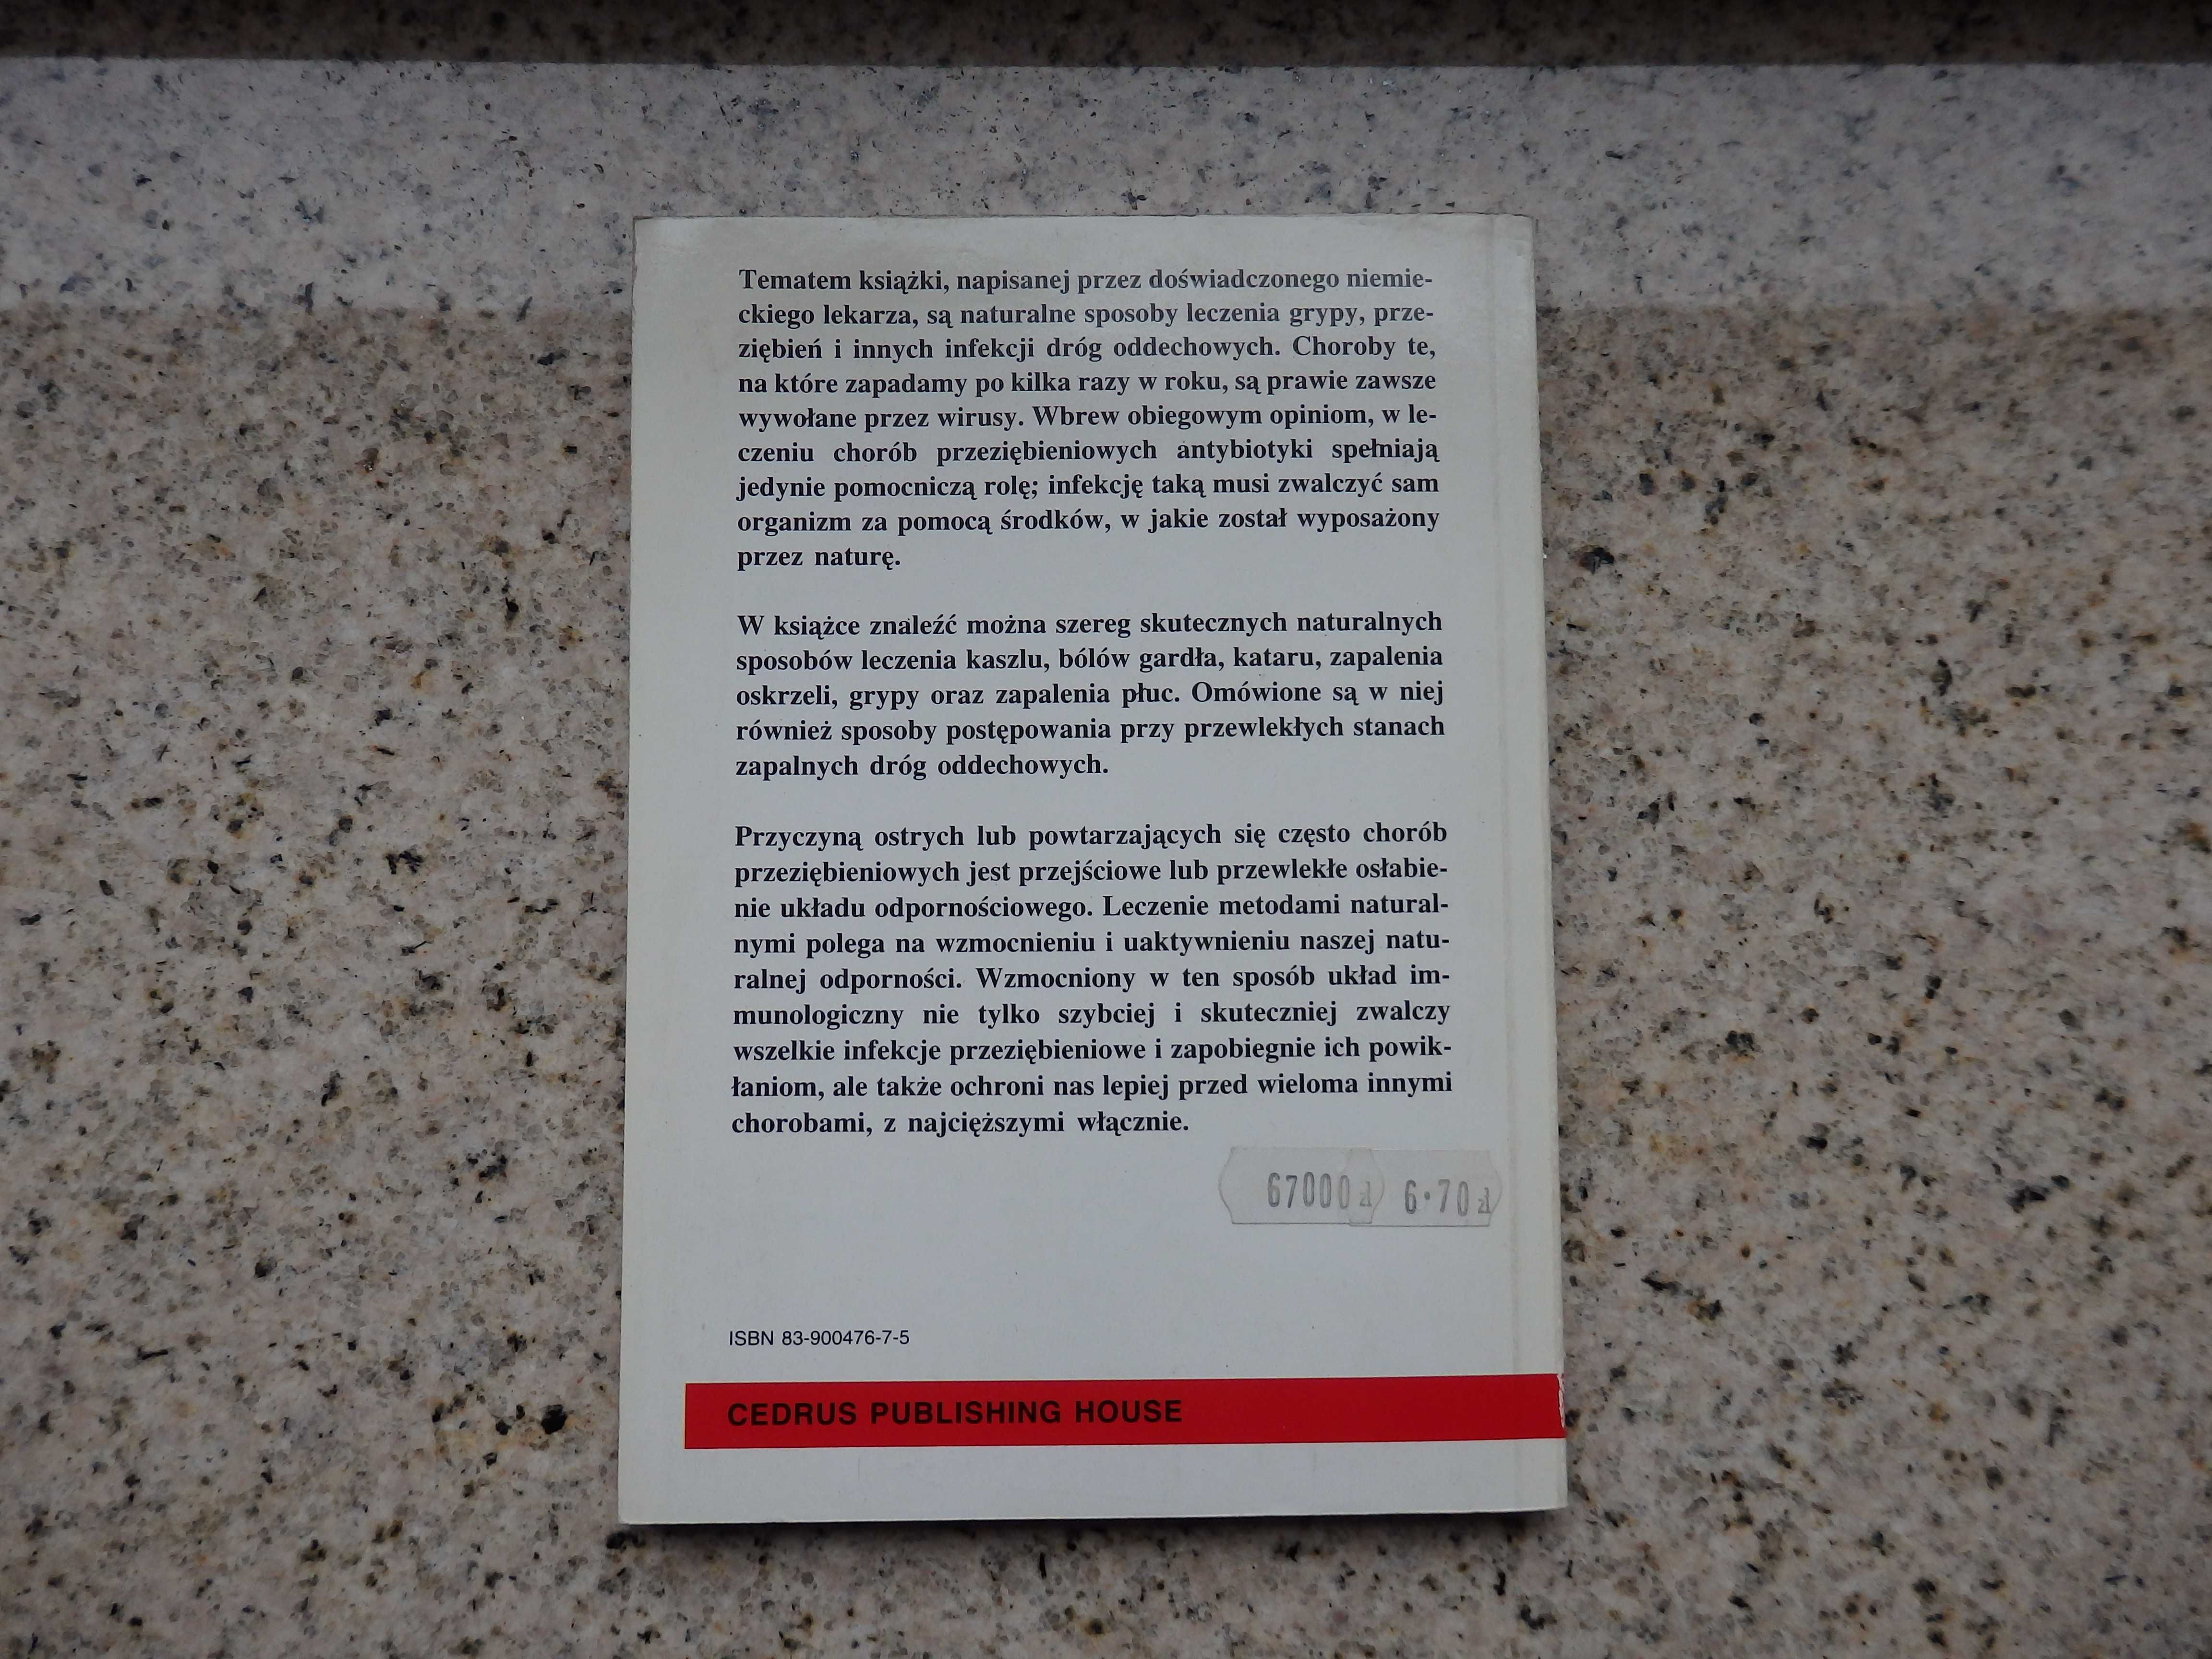 Tematem książki, napisanej przez doświadczonego niemie-
ckiego lekarza, są naturalne sposoby leczenia grypy, prze-
ziębień i innych infekcji dróg oddechowych. Choroby te,
na które zapadamy po kilka razy w roku, są prawie zawsze
wywołane przez wirusy. Wbrew obiegowym opiniom, w le-
czeniu chorób przeziębieniowych antybiotyki spełniają
jedynie pomocniczą rolę; infekcję taką musi zwalczyć sam
organizm za pomocą środków, w jakie został wyposażony
przez naturę.
W książce znaleźć można szereg skutecznych naturalnych
sposobów leczenia kaszlu, bólów gardła, kataru, zapalenia
oskrzeli, grypy oraz zapalenia płuc. Omówione są w niej
również sposoby postępowania przy przewlekłych stanach
zapalnych dróg oddechowych.
Przyczyną ostrych lub powtarzających się często chorób
przeziębieniowych jest przejściowe lub przewlekłe osłabie-
nie układu odpornościowego. Leczenie metodami natural-
nymi polega na wzmocnieniu i uaktywnieniu naszej natu-
ralnej odporności. Wzmocniony w ten sposób układ im-
munologiczny nie tylko szybciej i skuteczniej zwalczy
wszelkie infekcje przeziębieniowe i zapobiegnie ich powik-
łaniom, ale także ochroni nas lepiej przed wieloma innymi
chorobami, z najcięższymi włącznie.
67000 zł 6·70 zł
ISBN 83-900476-7-5
CEDRUS PUBLISHING HOUSE